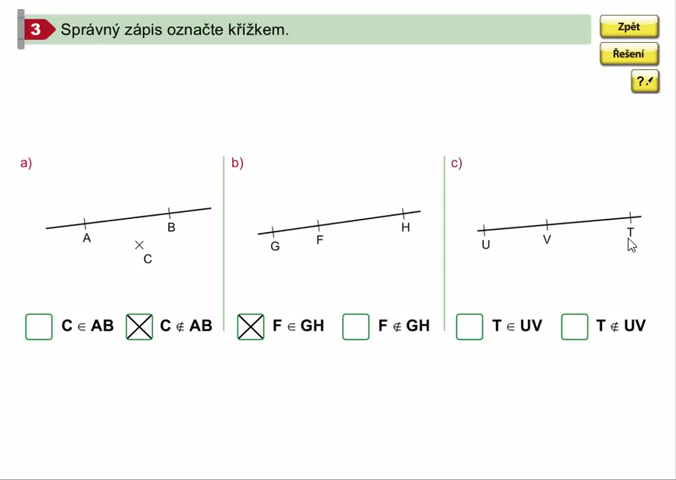 3 Správný zápis označte křížkem.
Zpět
Řešení
?
a)
b)
c)
A B C
G F H
U V T
C ∈ AB C ∉ AB
F ∈ GH F ∉ GH
T ∈ UV T ∉ UV